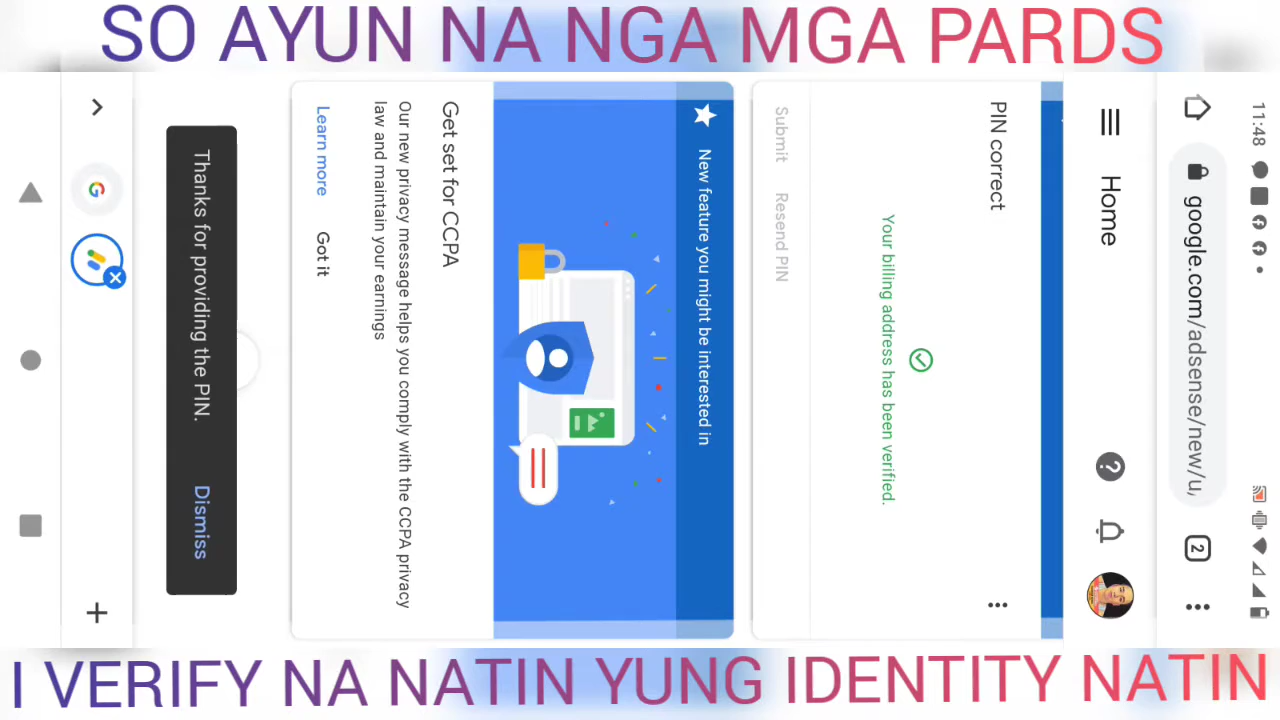 SO AYUN NA NGA MGA PARDS
11:48
google.com/adsense/new/u,
2
Home
PIN correct
Your billing address has been verified.
Submit Resend PIN
New feature you might be interested in
Get set for CCPA
Our new privacy message helps you comply with the CCPA privacy
law and maintain your earnings
Learn more Got it
Thanks for providing the PIN. Dismiss
I VERIFY NA NATIN YUNG IDENTITY NATIN